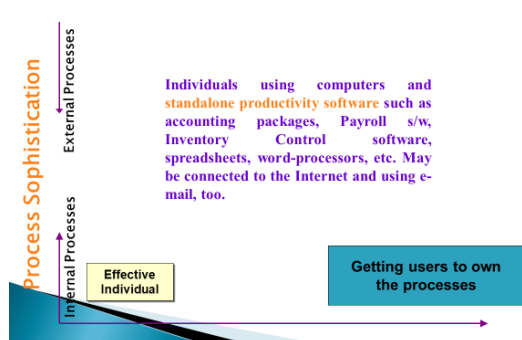 Process Sophistication
External Processes
Internal Processes
Individuals using computers and
standalone productivity software such as
accounting packages, Payroll s/w,
Inventory Control software,
spreadsheets, word-processors, etc. May
be connected to the Internet and using e-
mail, too.
Effective
Individual
Getting users to own
the processes